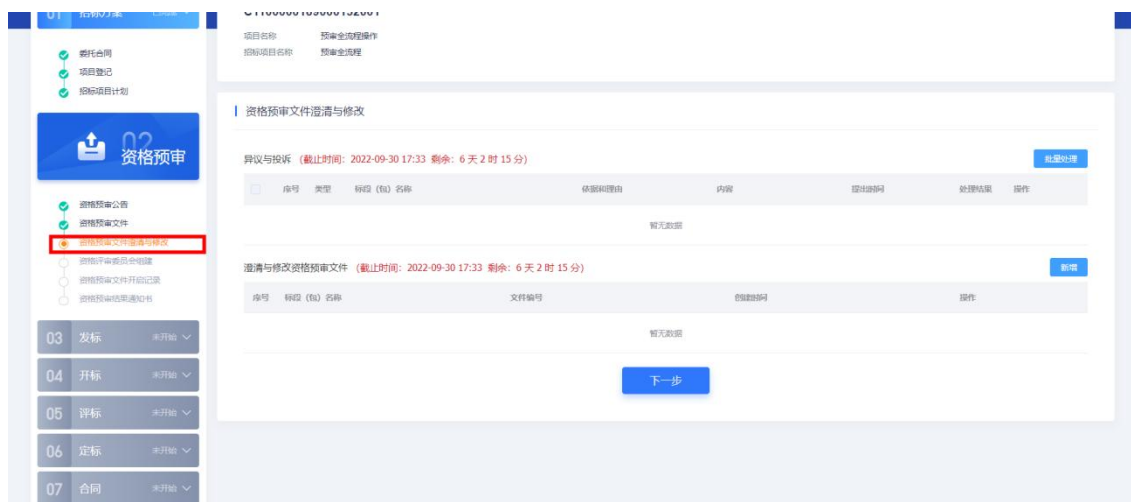 01 招标方案
委托合同
项目登记
招标项目计划
02
资格预审
资格预审公告
资格预审文件
资格预审文件澄清与修改
资格评审委员会组建
资格预审文件开启记录
资格预审结果通知书
03 发标 未开始
04 开标 未开始
05 评标 未开始
06 定标 未开始
07 合同 未开始
项目名称 预审全流程操作
招标项目名称 预审全流程
资格预审文件澄清与修改
异议与投诉 (截止时间: 2022-09-30 17:33 剩余: 6 天 2 时 15 分) 批量处理
序号 类型 标段 (包) 名称 依据和理由 内容 提出时间 处理结果 操作
暂无数据
澄清与修改资格预审文件 (截止时间: 2022-09-30 17:33 剩余: 6 天 2 时 15 分) 新增
序号 标段 (包) 名称 文件编号 创建时间 操作
暂无数据
下一步